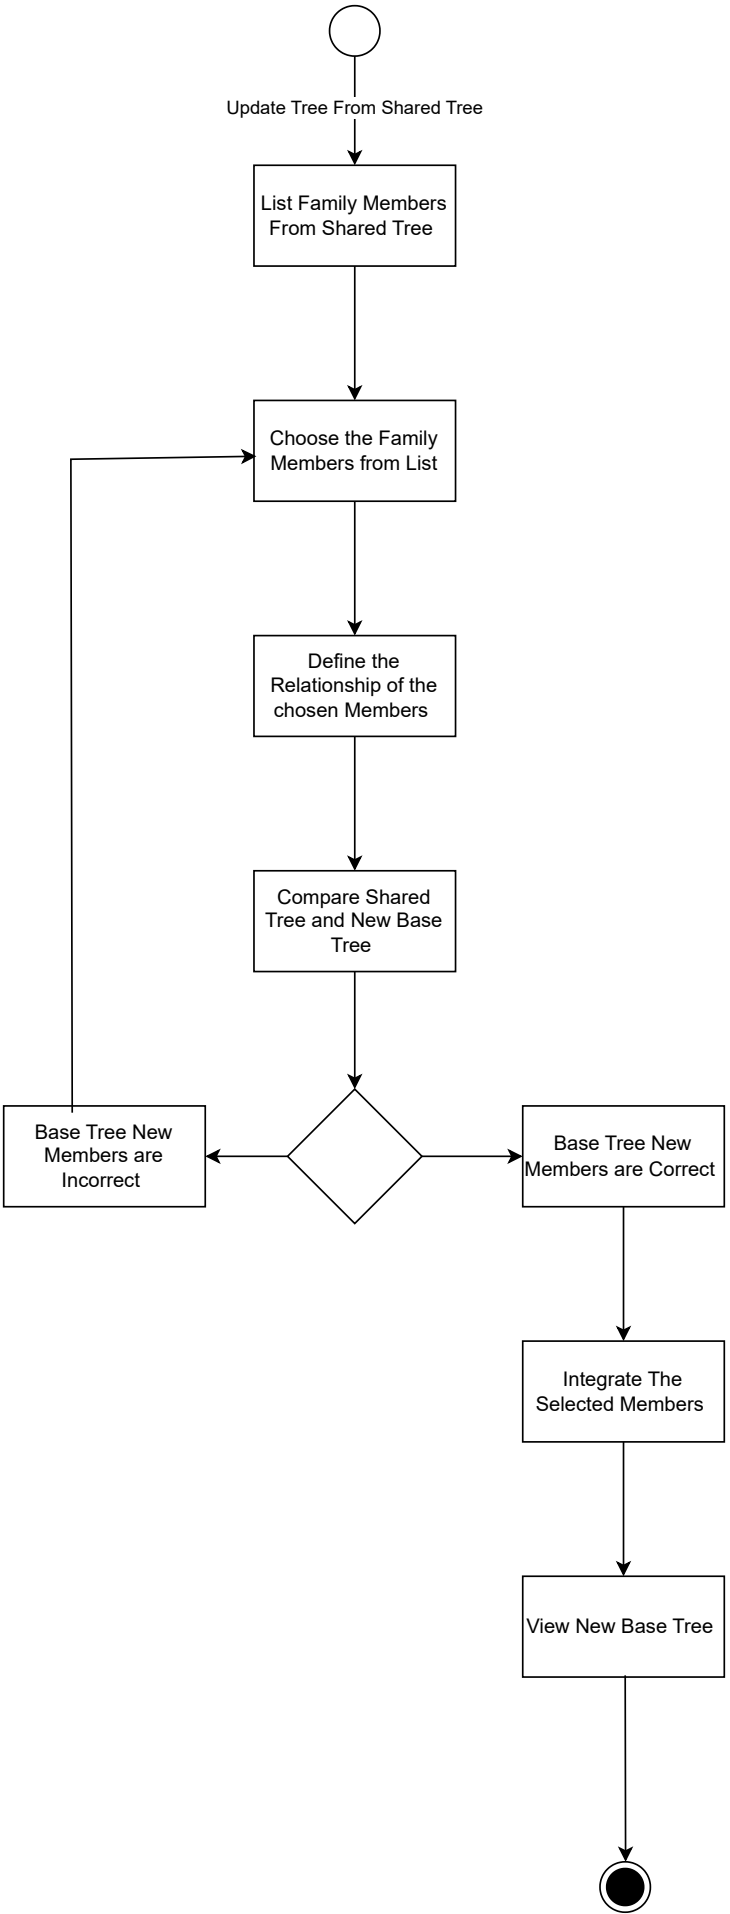 Update Tree From Shared Tree
List Family Members
From Shared Tree
Choose the Family
Members from List
Define the
Relationship of the
chosen Members
Compare Shared
Tree and New Base
Tree
Base Tree New
Members are
Incorrect
Base Tree New
Members are Correct
Integrate The
Selected Members
View New Base Tree